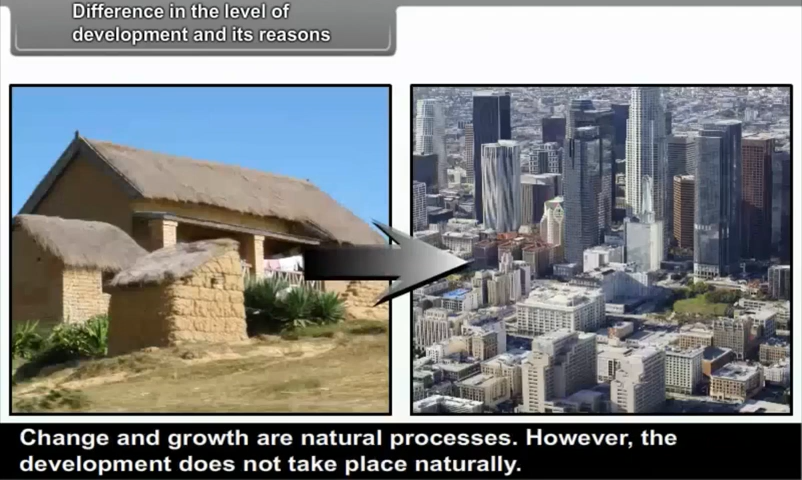 Difference in the level of
development and its reasons
Change and growth are natural processes. However, the
development does not take place naturally.